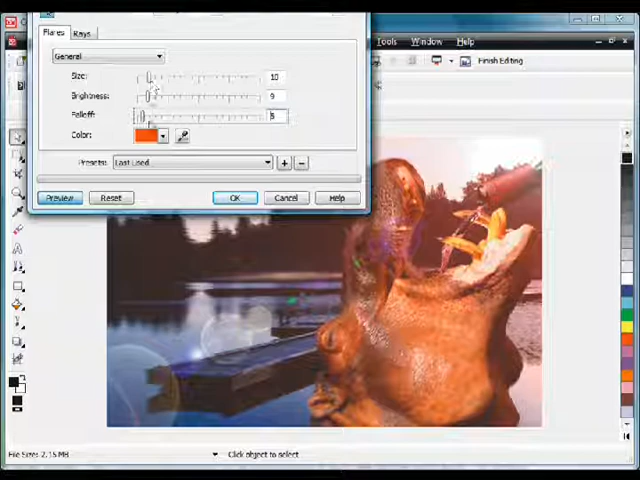 Tools Window Help
Flares Rays
Finish Editing
General
Size: 10
Brightness: 9
Falloff: 5
Color:
Presets: Last Used
Preview Reset OK Cancel Help
File Size: 2.15 MB Click object to select